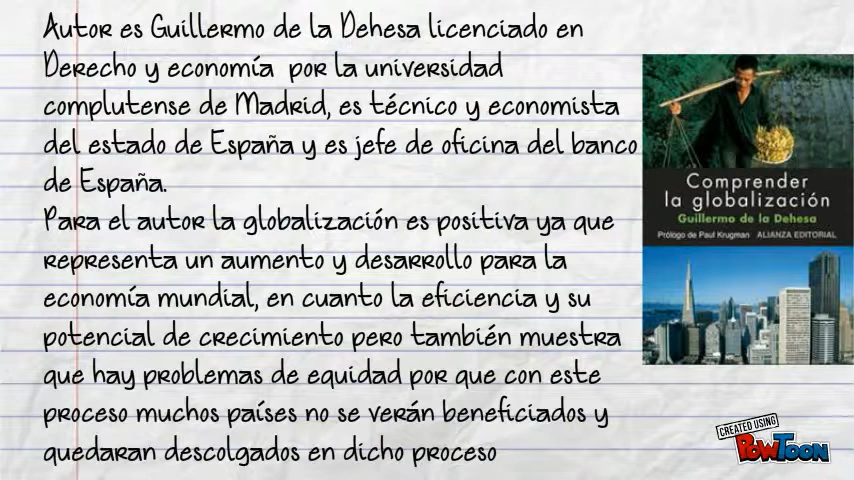 Autor es Guillermo de la Dehesa licenciado en
Derecho y economía por la universidad
complutense de Madrid, es técnico y economista
del estado de España y es jefe de oficina del banco
de España.
Para el autor la globalización es positiva ya que
representa un aumento y desarrollo para la
economía mundial, en cuanto la eficiencia y su
potencial de crecimiento pero también muestra
que hay problemas de equidad por que con este
proceso muchos países no se verán beneficiados y
quedaran descolgados en dicho proceso
Comprender
la globalización
Guillermo de la Dehesa
Prólogo de Paul Krugman ALIANZA EDITORIAL
CREATED USING
POWTOON